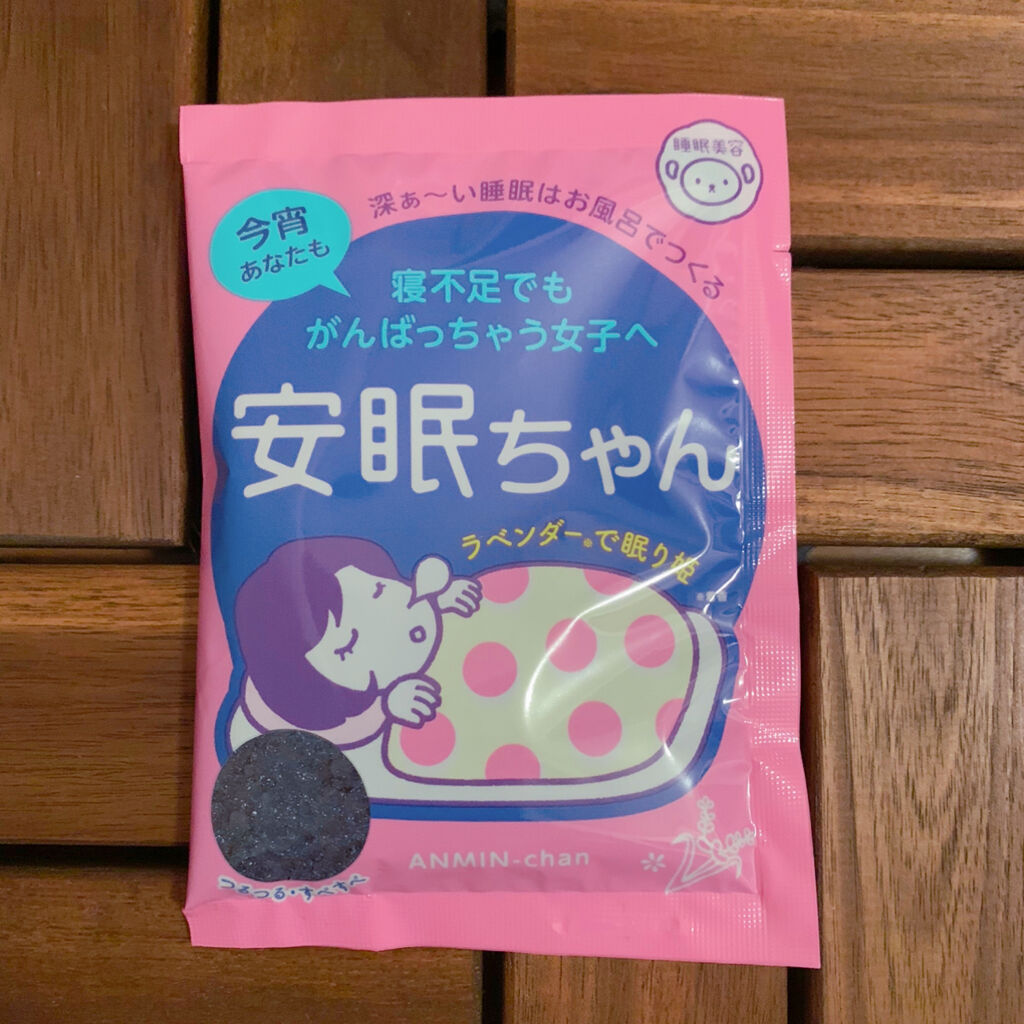 睡眠美容
深ぁ〜い睡眠はお風呂でつくる
今宵
あなたも
寝不足でも
がんばっちゃう女子へ
安眠ちゃん
ラベンダー※で眠り姫
つるつる・すべすべ
ANMIN-chan
※